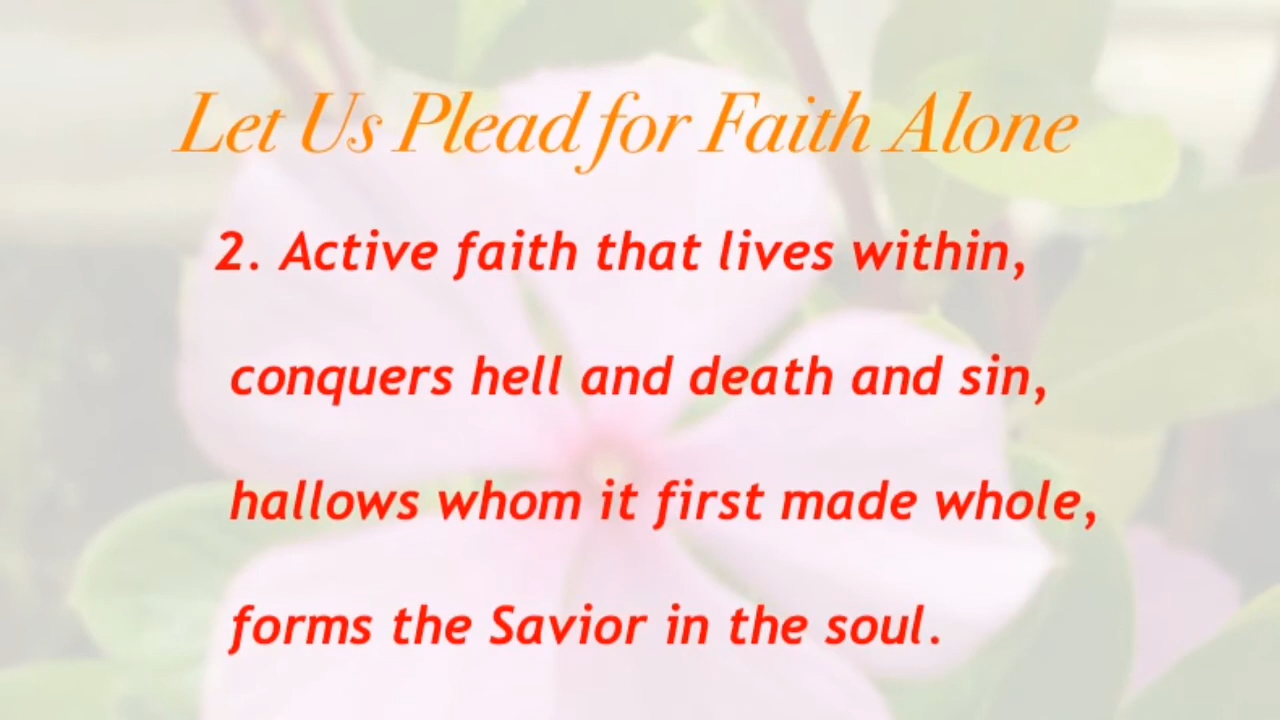 Let Us Plead for Faith Alone
2. Active faith that lives within,
conquers hell and death and sin,
hallows whom it first made whole,
forms the Savior in the soul.